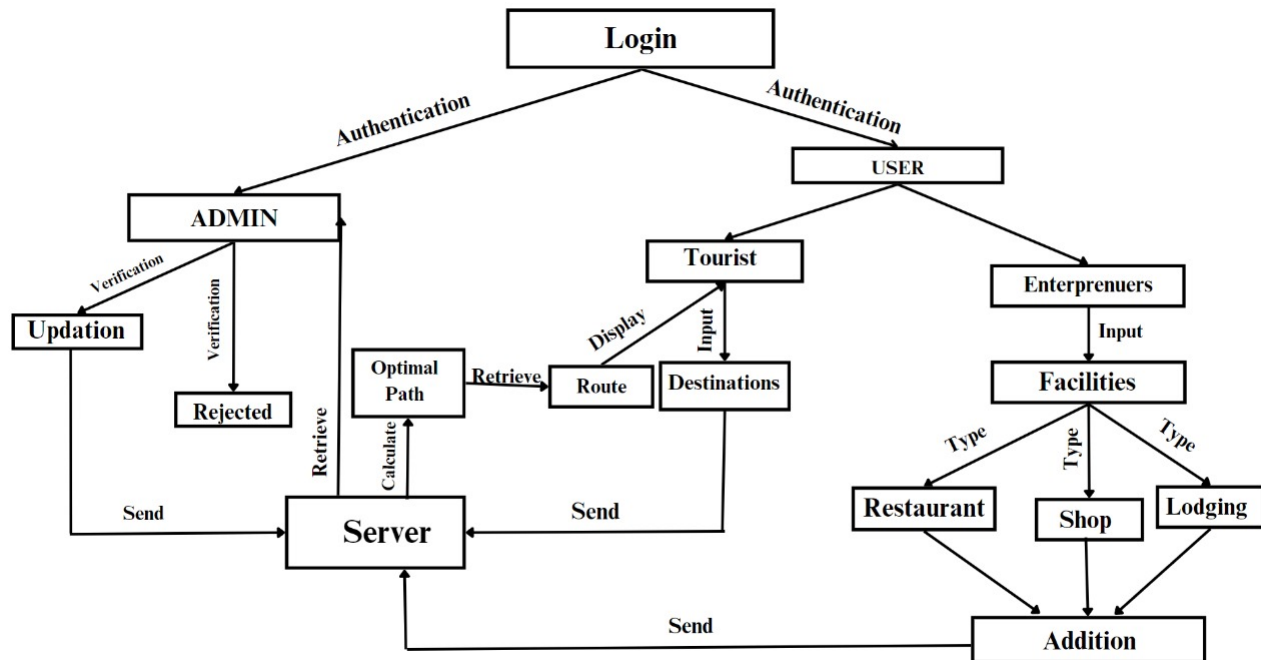 Login
Authentication
Authentication
USER
ADMIN
Tourist
Enterprenuers
Verification
Verification
Updation
Display
Input
Input
Optimal
Path
Retrieve
Route
Destinations
Facilities
Rejected
Retrieve
Calculate
Type
Type
Type
Restaurant
Shop
Lodging
Send
Server
Send
Send
Addition